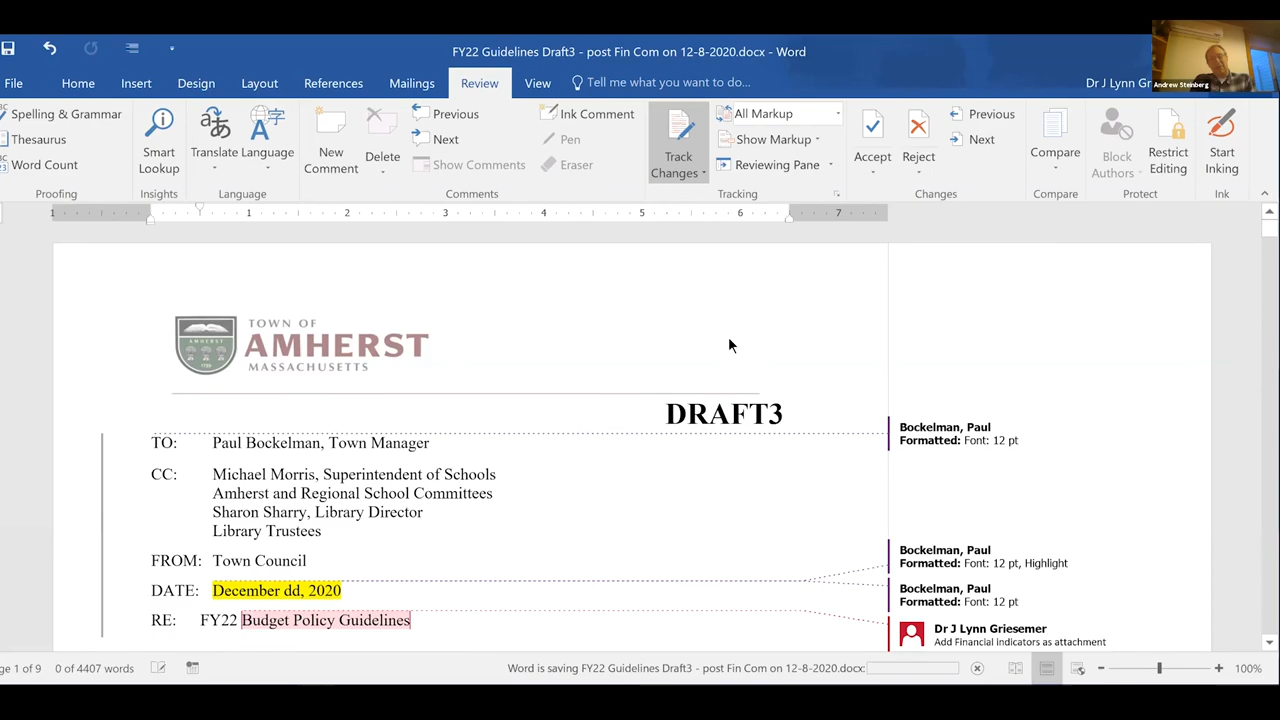 FY22 Guidelines Draft3 - post Fin Com on 12-8-2020.docx - Word
Dr J Lynn Gr
Andrew Steinberg
File Home Insert Design Layout References Mailings Review View Tell me what you want to do...
Spelling & Grammar
Thesaurus
Word Count
Proofing
Smart Lookup
Insights
Translate Language
Language
New Comment
Delete
Previous
Next
Show Comments
Comments
Ink Comment
Pen
Eraser
Track Changes
All Markup
Show Markup
Reviewing Pane
Tracking
Accept
Reject
Previous
Next
Changes
Compare
Compare
Block Authors
Restrict Editing
Protect
Start Inking
Ink
1 1 2 3 4 5 6 7
TOWN OF
AMHERST
MASSACHUSETTS
DRAFT3
TO: Paul Bockelman, Town Manager
CC: Michael Morris, Superintendent of Schools
Amherst and Regional School Committees
Sharon Sharry, Library Director
Library Trustees
FROM: Town Council
DATE: December dd, 2020
RE: FY22 Budget Policy Guidelines
Bockelman, Paul
Formatted: Font: 12 pt
Bockelman, Paul
Formatted: Font: 12 pt, Highlight
Bockelman, Paul
Formatted: Font: 12 pt
Dr J Lynn Griesemer
Add Financial indicators as attachment
age 1 of 9 0 of 4407 words
Word is saving FY22 Guidelines Draft3 - post Fin Com on 12-8-2020.docx:
100%